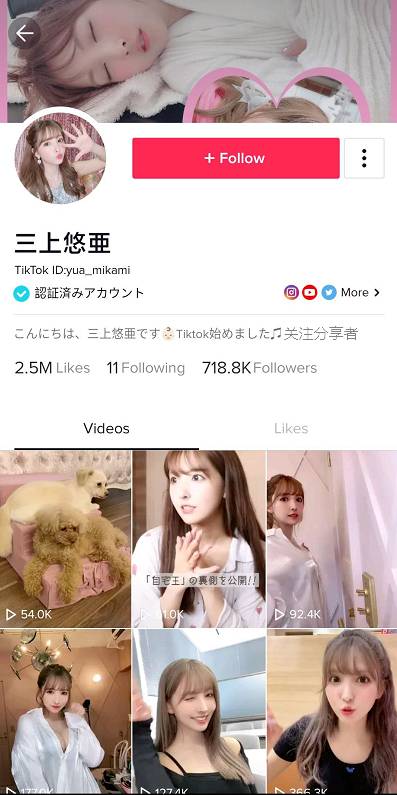 + Follow
三上悠亜
TikTok ID:yua_mikami
認証済みアカウント
More >
こんにちは、三上悠亜です👶🏻Tiktok始めました♫关注分享者
2.5M Likes 11 Following 718.8K Followers
Videos Likes
54.0K
「自宅王」の裏側を公開!!
61.0K
92.4K
177.0K
127.4K
366.3K